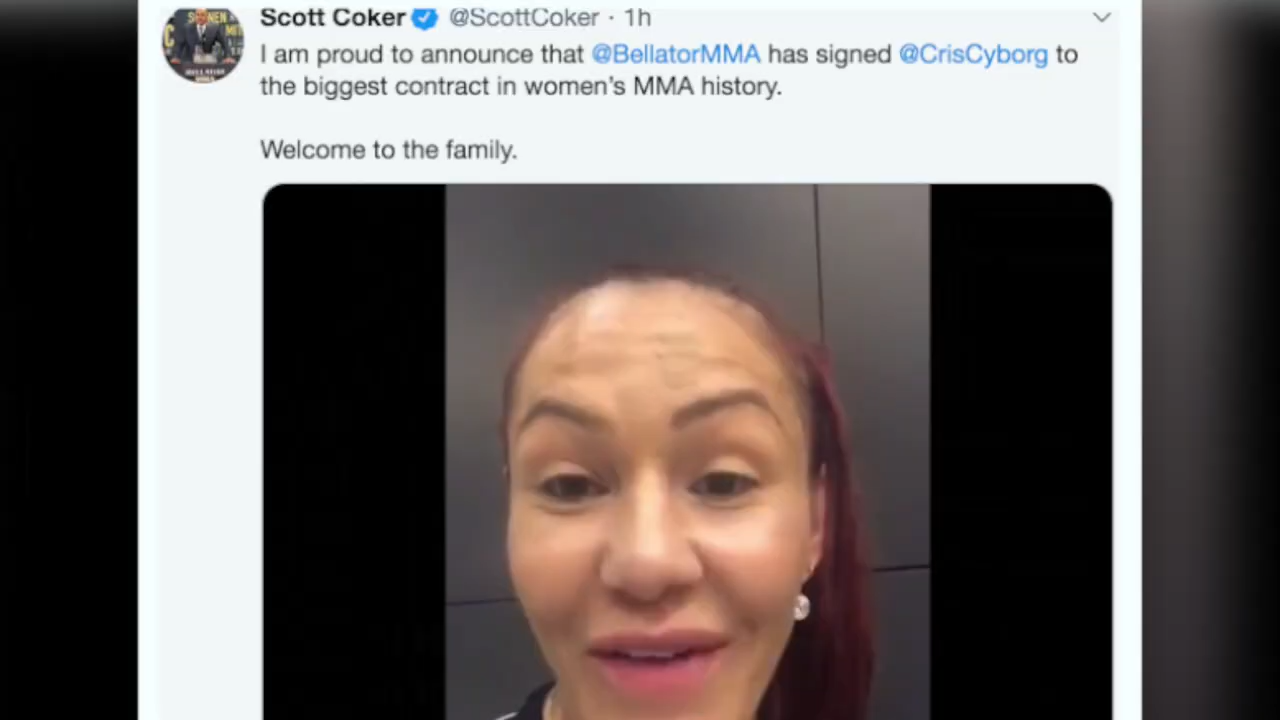 Scott Coker @ScottCoker · 1h
I am proud to announce that @BellatorMMA has signed @CrisCyborg to
the biggest contract in women's MMA history.
Welcome to the family.